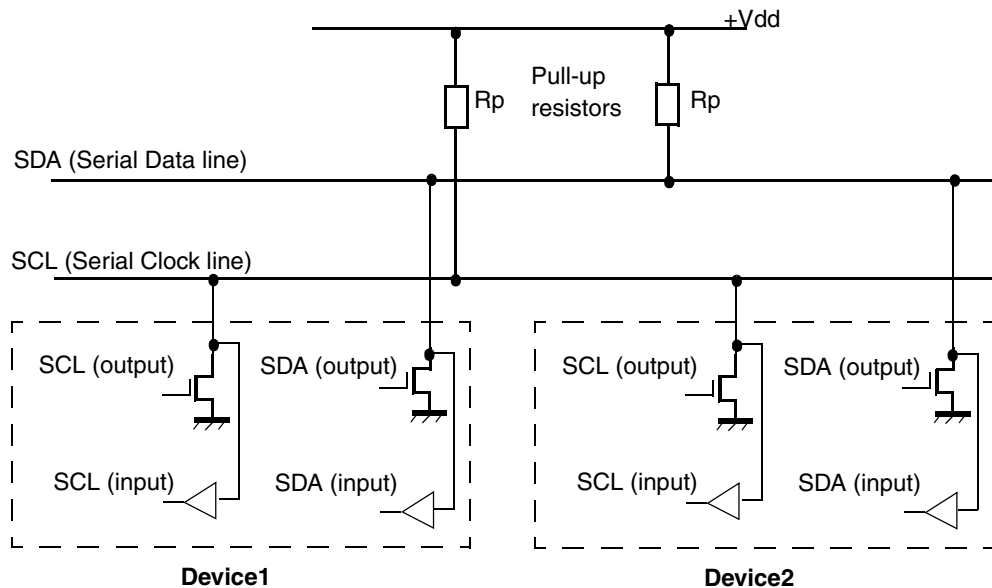 +Vdd
Pull-up
resistors
Rp
Rp
SDA (Serial Data line)
SCL (Serial Clock line)
SCL (output)
SDA (output)
SCL (output)
SDA (output)
SCL (input)
SDA (input)
SCL (input)
SDA (input)
Device1
Device2